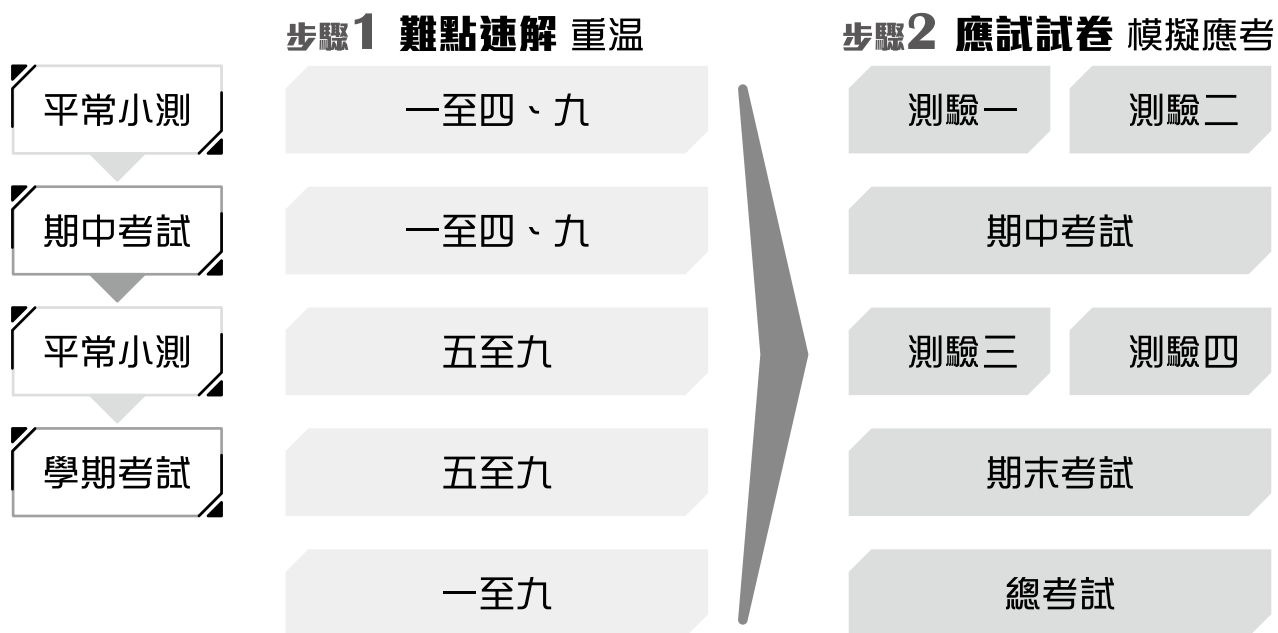 步驟1 難點速解 重温
步驟2 應試試卷 模擬應考
平常小測
一至四、九
測驗一
測驗二
期中考試
一至四、九
期中考試
平常小測
五至九
測驗三
測驗四
學期考試
五至九
期末考試
一至九
總考試